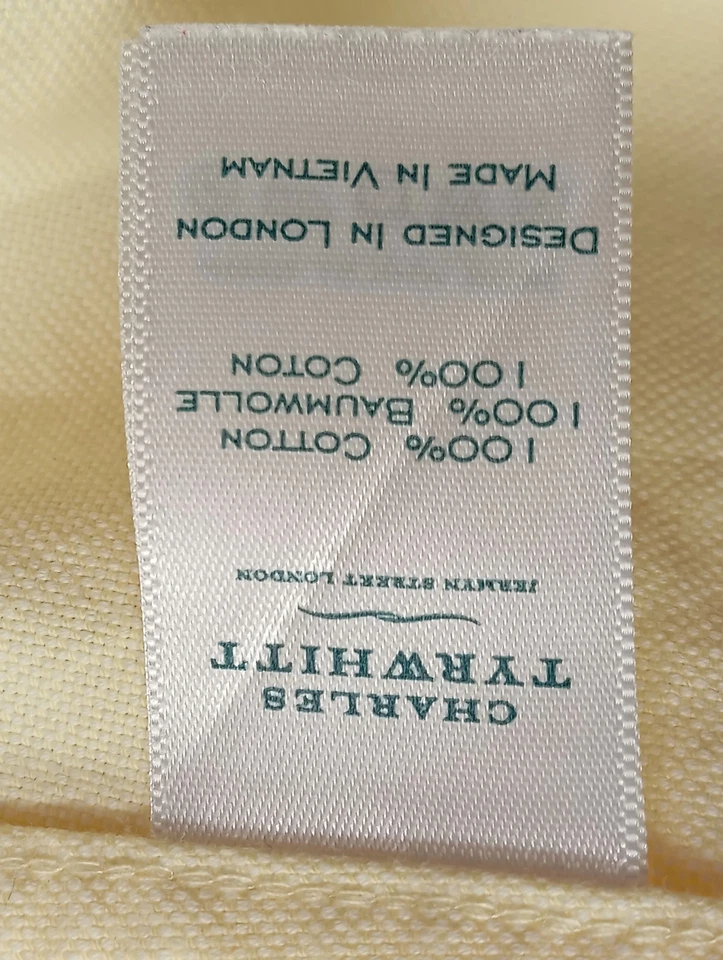 CHARLES
TYRWHITT
JERMYN STREET LONDON
100% COTTON
100% BAUMWOLLE
100% COTON
DESIGNED IN LONDON
MADE IN VIETNAM